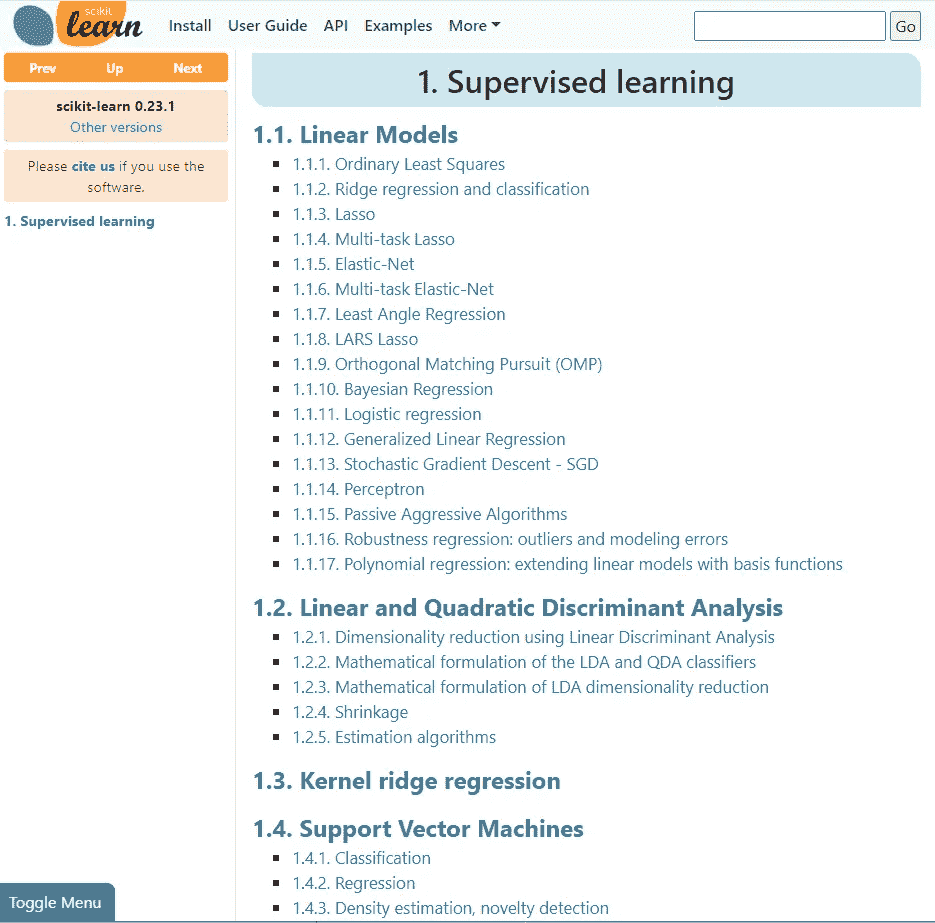 scikit
learn
Install User Guide API Examples More
Go
Prev Up Next
scikit-learn 0.23.1
Other versions
Please cite us if you use the
software.
1. Supervised learning
Toggle Menu
1. Supervised learning
1.1. Linear Models
1.1.1. Ordinary Least Squares
1.1.2. Ridge regression and classification
1.1.3. Lasso
1.1.4. Multi-task Lasso
1.1.5. Elastic-Net
1.1.6. Multi-task Elastic-Net
1.1.7. Least Angle Regression
1.1.8. LARS Lasso
1.1.9. Orthogonal Matching Pursuit (OMP)
1.1.10. Bayesian Regression
1.1.11. Logistic regression
1.1.12. Generalized Linear Regression
1.1.13. Stochastic Gradient Descent - SGD
1.1.14. Perceptron
1.1.15. Passive Aggressive Algorithms
1.1.16. Robustness regression: outliers and modeling errors
1.1.17. Polynomial regression: extending linear models with basis functions
1.2. Linear and Quadratic Discriminant Analysis
1.2.1. Dimensionality reduction using Linear Discriminant Analysis
1.2.2. Mathematical formulation of the LDA and QDA classifiers
1.2.3. Mathematical formulation of LDA dimensionality reduction
1.2.4. Shrinkage
1.2.5. Estimation algorithms
1.3. Kernel ridge regression
1.4. Support Vector Machines
1.4.1. Classification
1.4.2. Regression
1.4.3. Density estimation, novelty detection